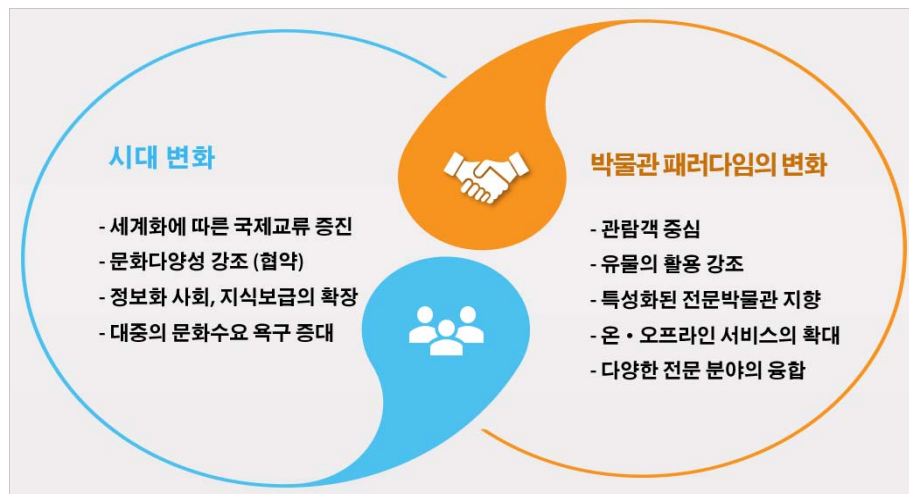 시대 변화
- 세계화에 따른 국제교류 증진
- 문화다양성 강조 (협약)
- 정보화 사회, 지식보급의 확장
- 대중의 문화수요 욕구 증대
박물관 패러다임의 변화
- 관람객 중심
- 유물의 활용 강조
- 특성화된 전문박물관 지향
- 온・오프라인 서비스의 확대
- 다양한 전문 분야의 융합